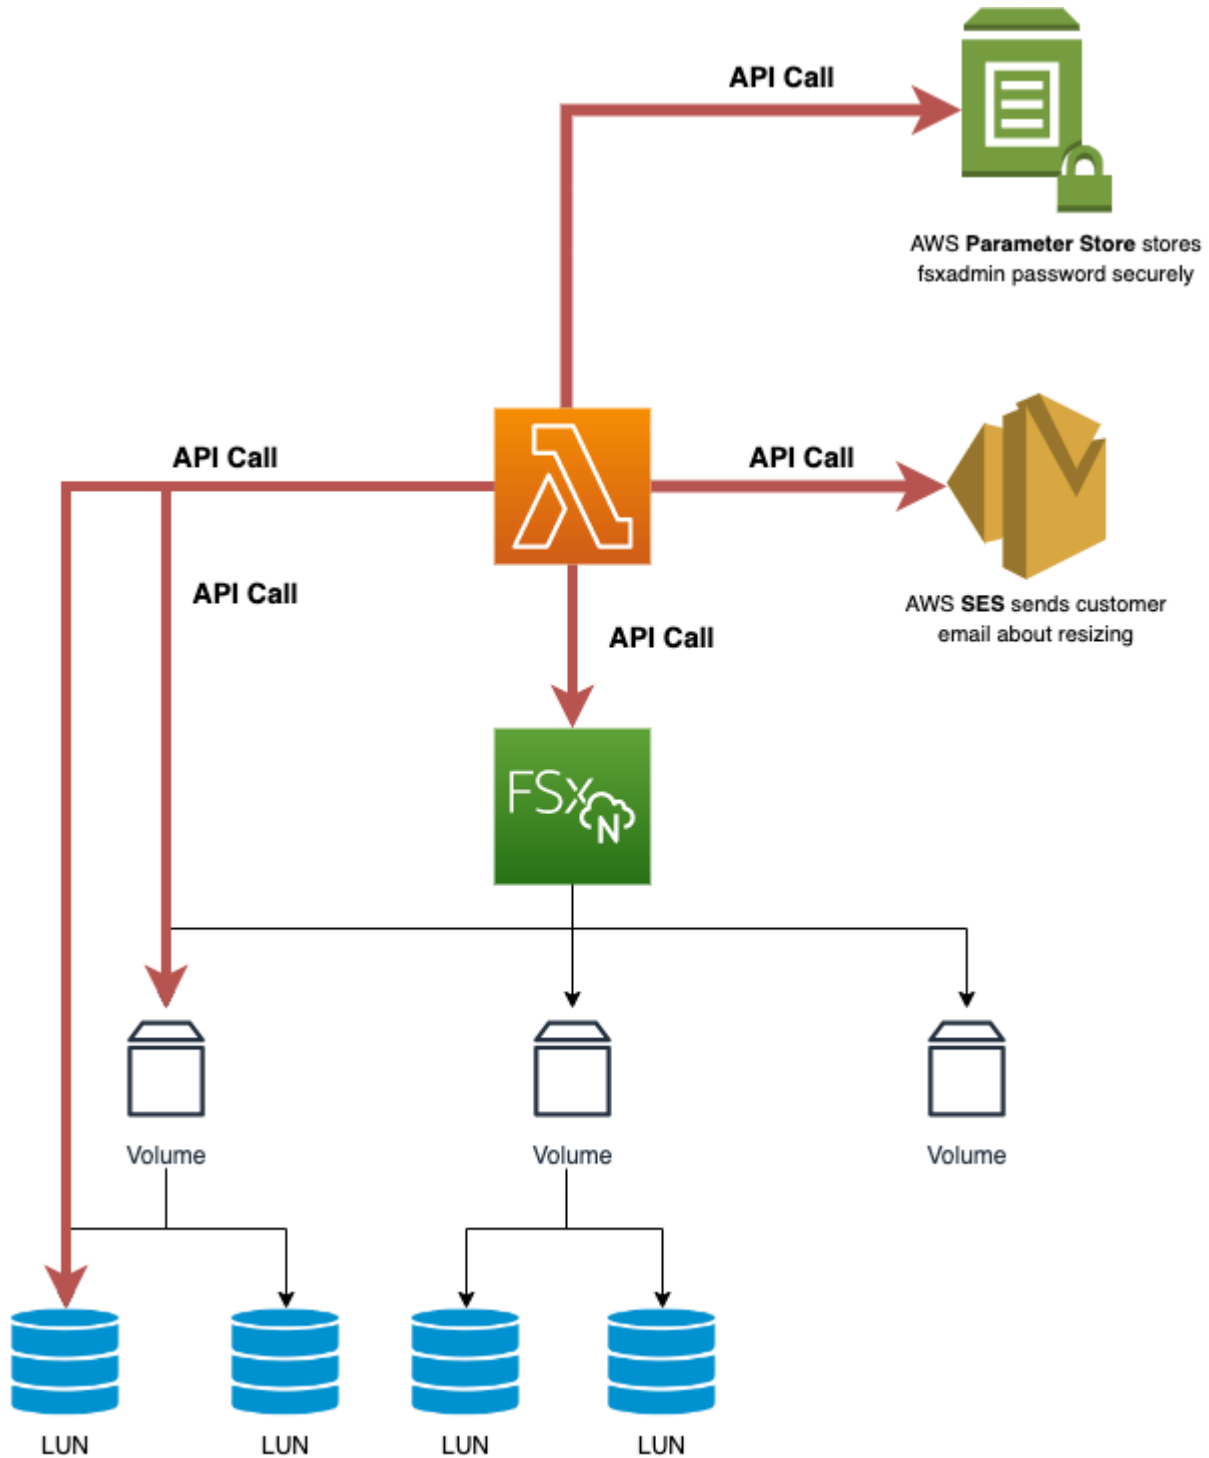 API Call
AWS Parameter Store stores
fsxadmin password securely
API Call
API Call
API Call
AWS SES sends customer
email about resizing
API Call
FSx
N
Volume
Volume
Volume
LUN
LUN
LUN
LUN